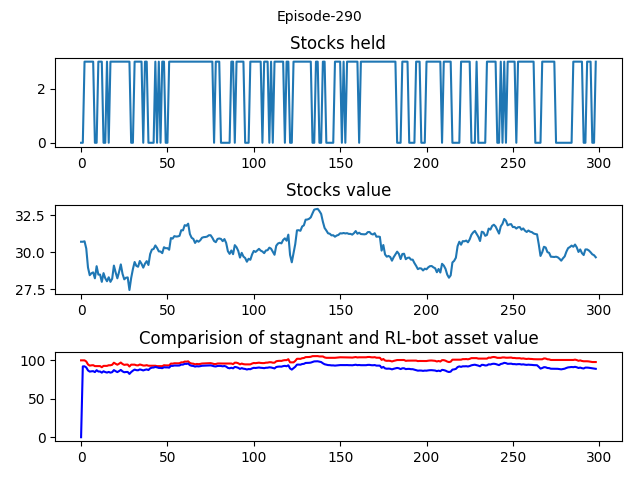 Episode-290
Stocks held
2
0
0 50 100 150 200 250 300
Stocks value
32.5
30.0
27.5
0 50 100 150 200 250 300
Comparision of stagnant and RL-bot asset value
100
50
0
0 50 100 150 200 250 300